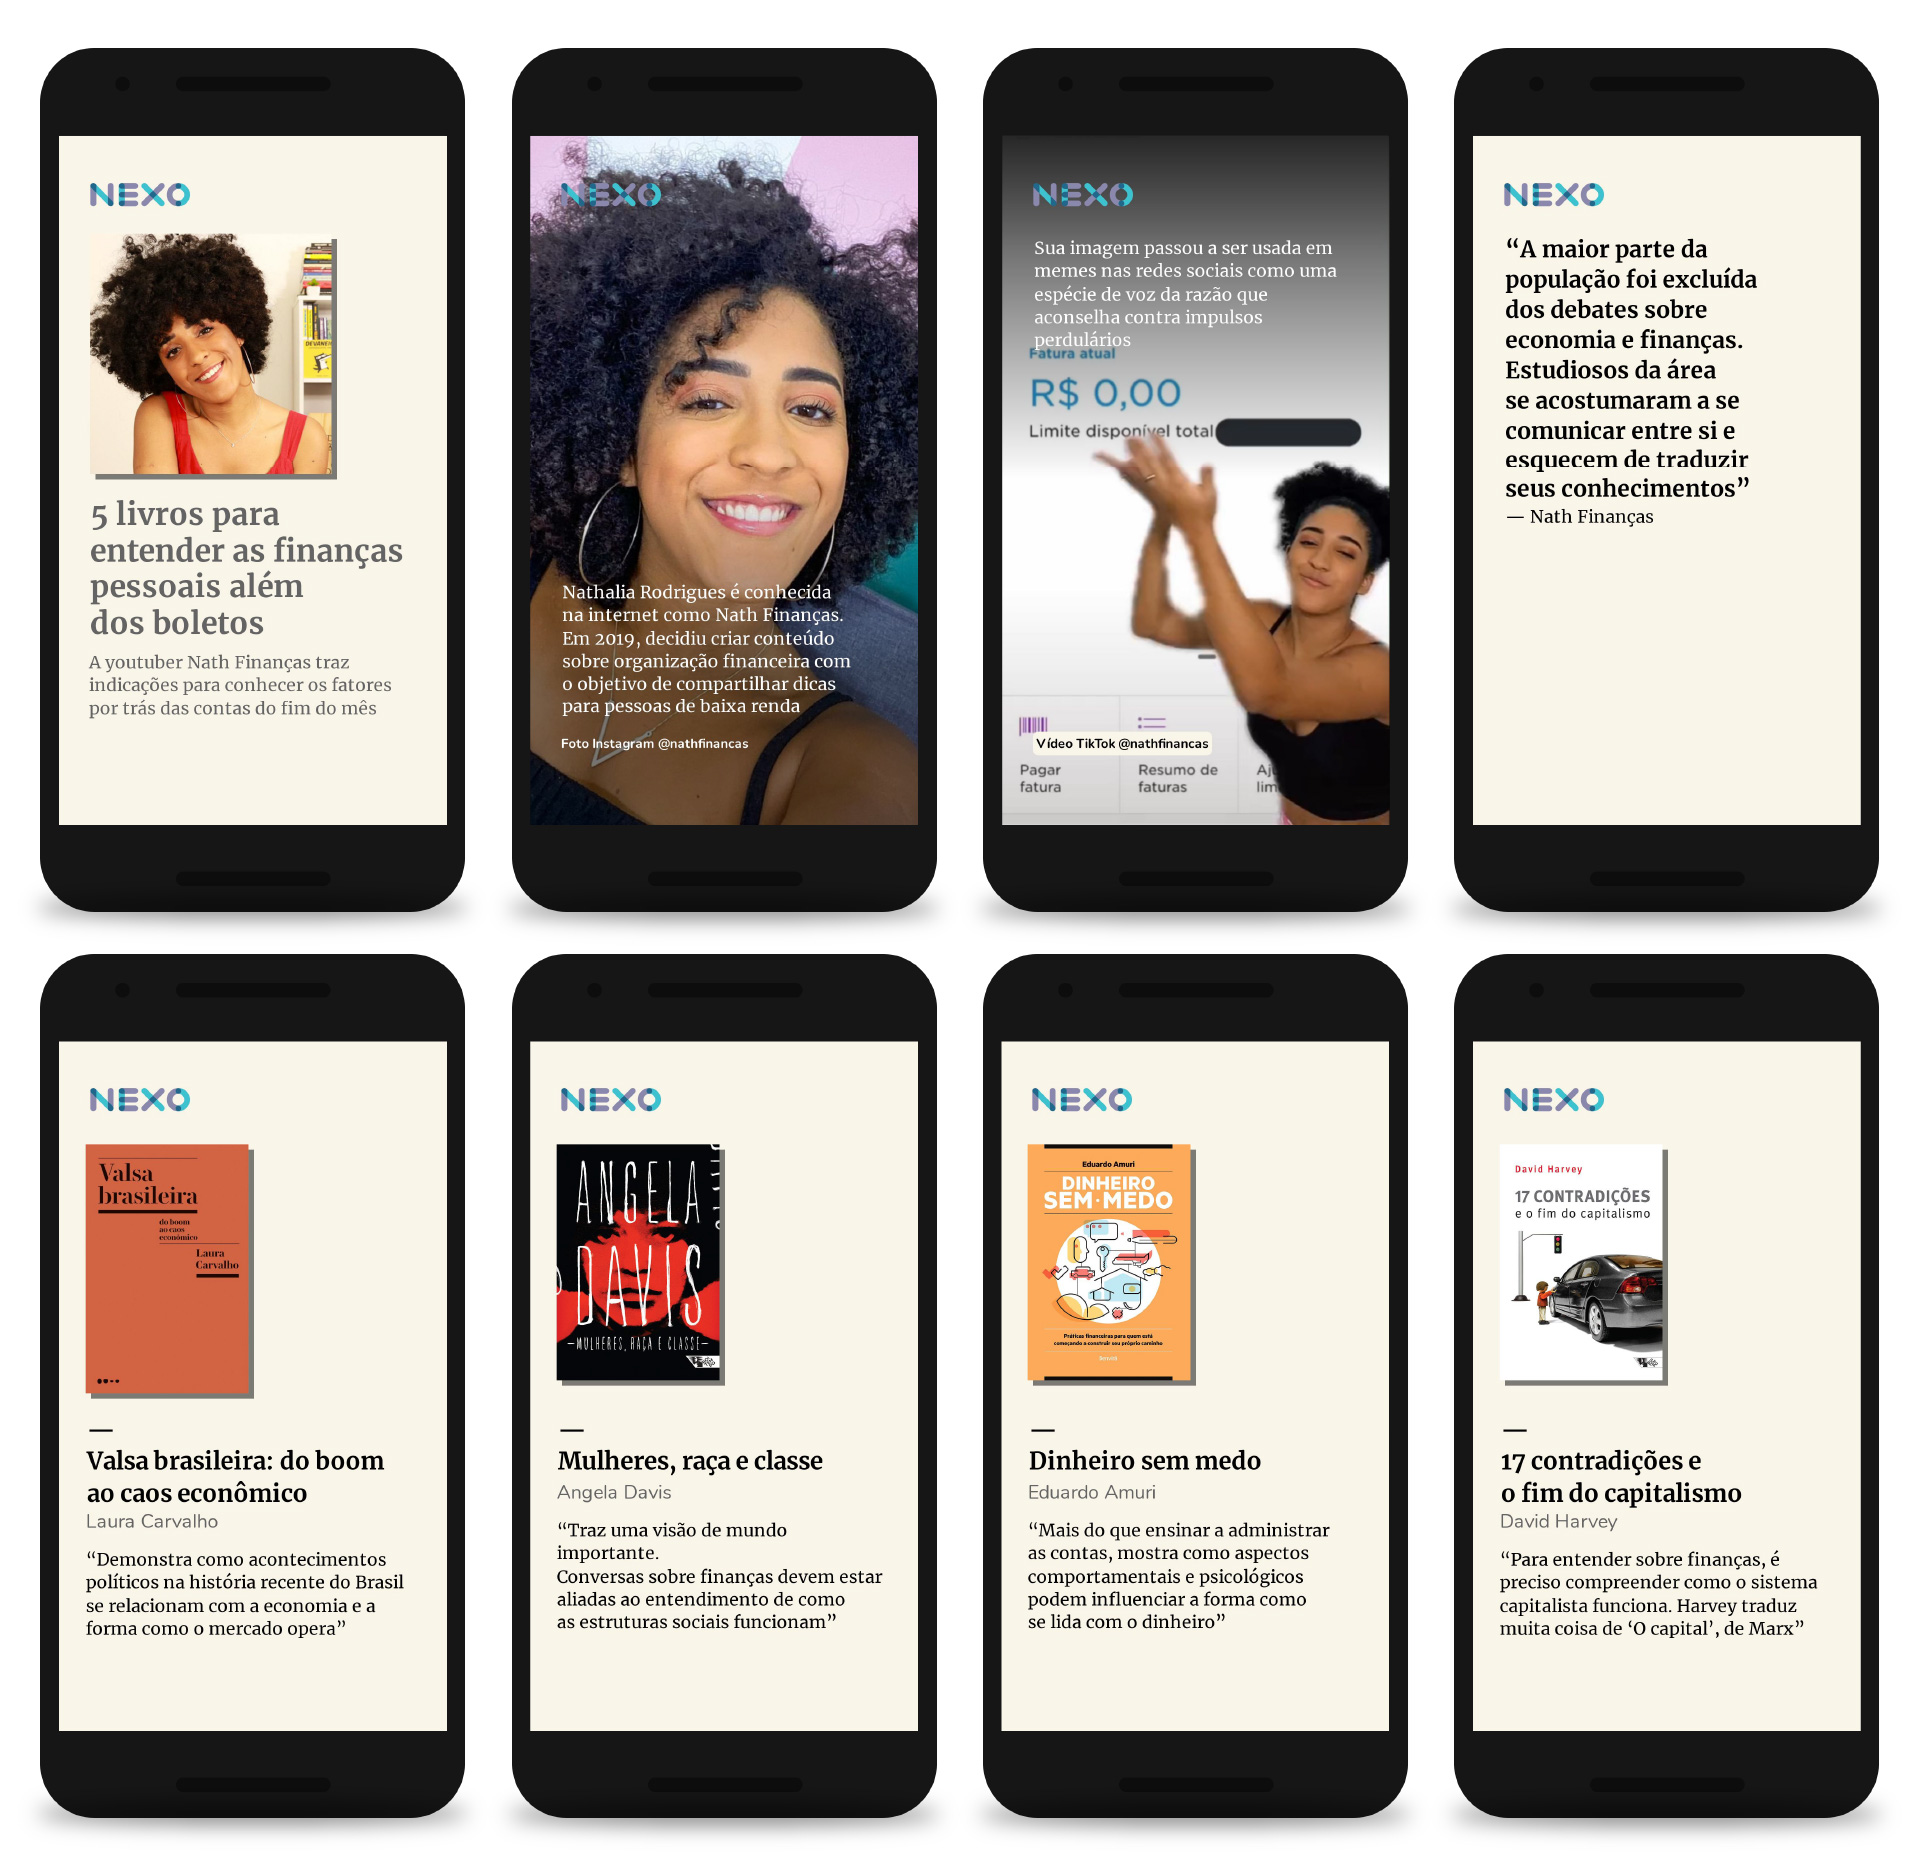 NEXO
5 livros para
entender as finanças
pessoais além
dos boletos
A youtuber Nath Finanças traz
indicações para conhecer os fatores
por trás das contas do fim do mês
NEXO
Nathalia Rodrigues é conhecida
na internet como Nath Finanças.
Em 2019, decidiu criar conteúdo
sobre organização financeira com
o objetivo de compartilhar dicas
para pessoas de baixa renda
Foto Instagram @nathfinancas
NEXO
Sua imagem passou a ser usada em
memes nas redes sociais como uma
espécie de voz da razão que
aconselha contra impulsos
perdulários
Fatura atual
R$ 0,00
Limite disponível total
Vídeo TikTok @nathfinancas
Pagar
fatura
Resumo de
faturas
NEXO
“A maior parte da
população foi excluída
dos debates sobre
economia e finanças.
Estudiosos da área
se acostumaram a se
comunicar entre si e
esquecem de traduzir
seus conhecimentos”
— Nath Finanças
NEXO
Valsa
brasileira
do boom
ao caos
econômico
Laura
Carvalho
—
Valsa brasileira: do boom
ao caos econômico
Laura Carvalho
“Demonstra como acontecimentos
políticos na história recente do Brasil
se relacionam com a economia e a
forma como o mercado opera”
NEXO
ANGELA
DAVIS
—MULHERES, RAÇA E CLASSE—
—
Mulheres, raça e classe
Angela Davis
“Traz uma visão de mundo
importante.
Conversas sobre finanças devem estar
aliadas ao entendimento de como
as estruturas sociais funcionam”
NEXO
Eduardo Amuri
DINHEIRO
SEM·MEDO
Práticas financeiras para quem está
começando a construir seu próprio caminho
—
Dinheiro sem medo
Eduardo Amuri
“Mais do que ensinar a administrar
as contas, mostra como aspectos
comportamentais e psicológicos
podem influenciar a forma como
se lida com o dinheiro”
NEXO
David Harvey
17 CONTRADIÇÕES
e o fim do capitalismo
—
17 contradições e
o fim do capitalismo
David Harvey
“Para entender sobre finanças, é
preciso compreender como o sistema
capitalista funciona. Harvey traduz
muita coisa de ‘O capital’, de Marx”